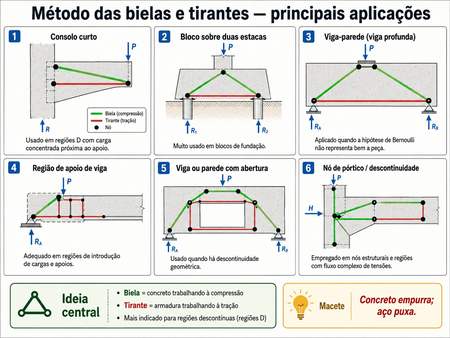 Método das bielas e tirantes — principais aplicações
1
Consolo curto
P
Biela (compressão)
Tirante (tração)
Nó
R
Usado em regiões D com carga
concentrada próxima ao apoio.
2
Bloco sobre duas estacas
P
R₁
R₂
Muito usado em blocos de fundação.
3
Viga-parede (viga profunda)
P
RA
RB
Aplicado quando a hipótese de Bernoulli
não representa bem a peça.
4
Região de apoio de viga
P
RA
Adequado em regiões de introdução
de cargas e apoios.
5
Viga ou parede com abertura
P
RA
RB
Usado quando há descontinuidade
geométrica.
6
Nó de pórtico / descontinuidade
P
H
Empregado em nós estruturais e regiões
com fluxo complexo de tensões.
Ideia
central
• Biela = concreto trabalhando à compressão
• Tirante = armadura trabalhando à tração
• Mais indicado para regiões descontínuas (regiões D)
Macete
Concreto empurra;
aço puxa.